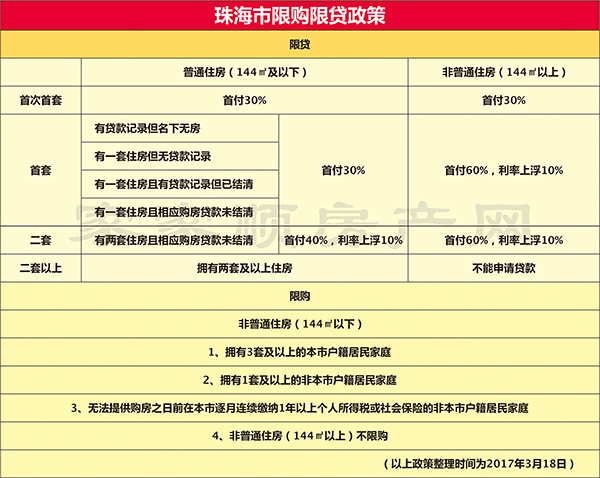 珠海市限购限贷政策
限贷
普通住房（144㎡及以下） 非普通住房（144㎡以上）
首次首套 首付30% 首付30%
首套 有贷款记录但名下无房 首付30% 首付60%，利率上浮10%
有一套住房但无贷款记录
有一套住房且有贷款记录但已结清
有一套住房且相应购房贷款未结清
二套 有两套住房且相应购房贷款未结清 首付40%，利率上浮10% 首付60%，利率上浮10%
二套以上 拥有两套及以上住房 不能申请贷款
家家顺房产网
限购
非普通住房（144㎡以下）
1、拥有3套及以上的本市户籍居民家庭
2、拥有1套及以上的非本市户籍居民家庭
3、无法提供购房之日前在本市逐月连续缴纳1年以上个人所得税或社会保险的非本市户籍居民家庭
4、非普通住房（144㎡以上）不限购
（以上政策整理时间为2017年3月18日）